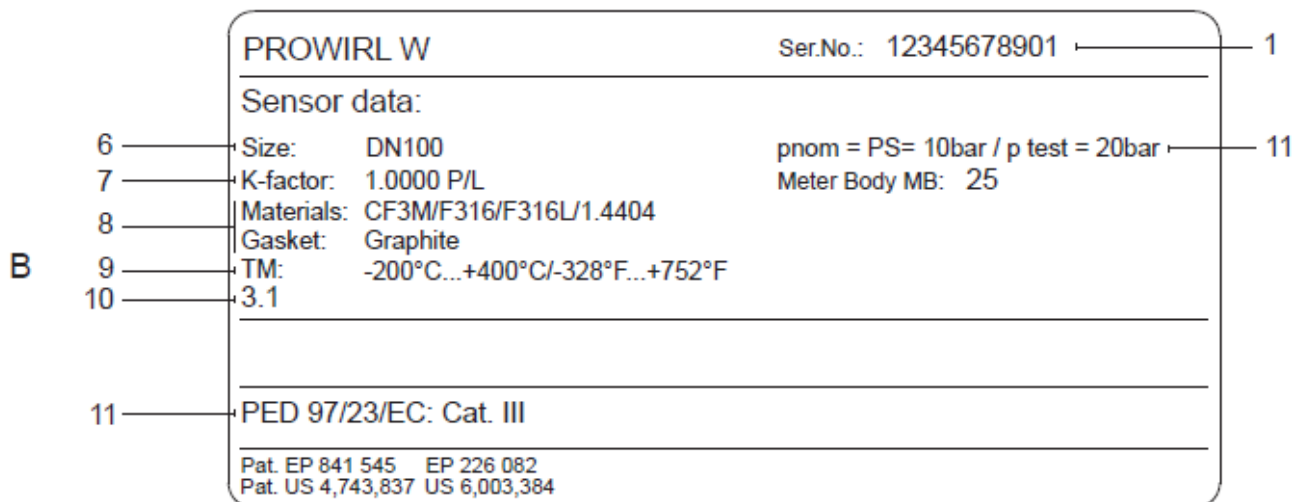 PROWIRL W Ser.No.: 12345678901 1
Sensor data:
6 Size: DN100 pnom = PS= 10bar / p test = 20bar 11
7 K-factor: 1.0000 P/L Meter Body MB: 25
8 Materials: CF3M/F316/F316L/1.4404
Gasket: Graphite
B 9 TM: -200°C...+400°C/-328°F...+752°F
10 3.1
11 PED 97/23/EC: Cat. III
Pat. EP 841 545 EP 226 082
Pat. US 4,743,837 US 6,003,384